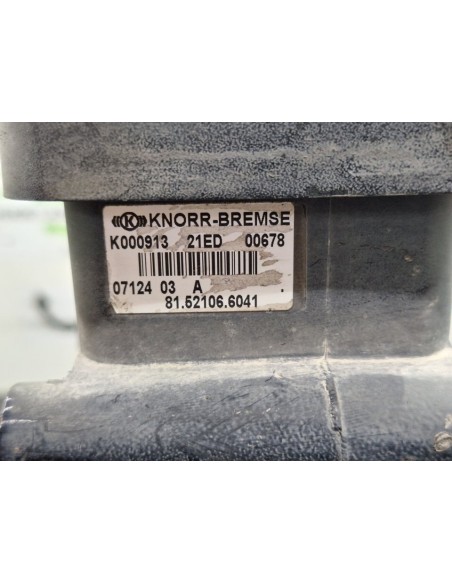 KNORR-BREMSE
K000913 21ED 00678
07124 03 A .
81.52106.6041